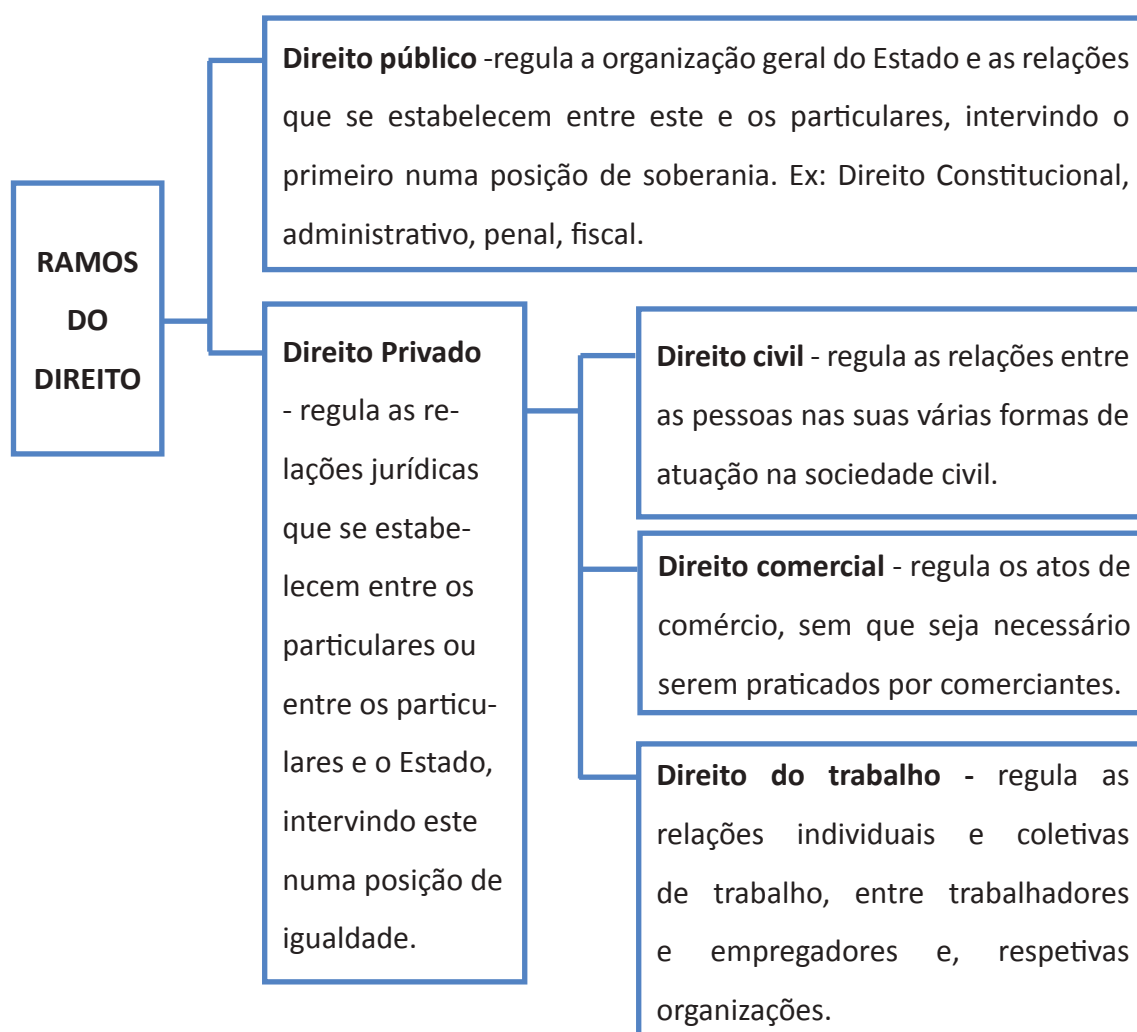 RAMOS
DO
DIREITO
Direito público -regula a organização geral do Estado e as relações
que se estabelecem entre este e os particulares, intervindo o
primeiro numa posição de soberania. Ex: Direito Constitucional,
administrativo, penal, fiscal.
Direito Privado
- regula as re-
lações jurídicas
que se estabe-
lecem entre os
particulares ou
entre os particu-
lares e o Estado,
intervindo este
numa posição de
igualdade.
Direito civil - regula as relações entre
as pessoas nas suas várias formas de
atuação na sociedade civil.
Direito comercial - regula os atos de
comércio, sem que seja necessário
serem praticados por comerciantes.
Direito do trabalho - regula as
relações individuais e coletivas
de trabalho, entre trabalhadores
e empregadores e, respetivas
organizações.